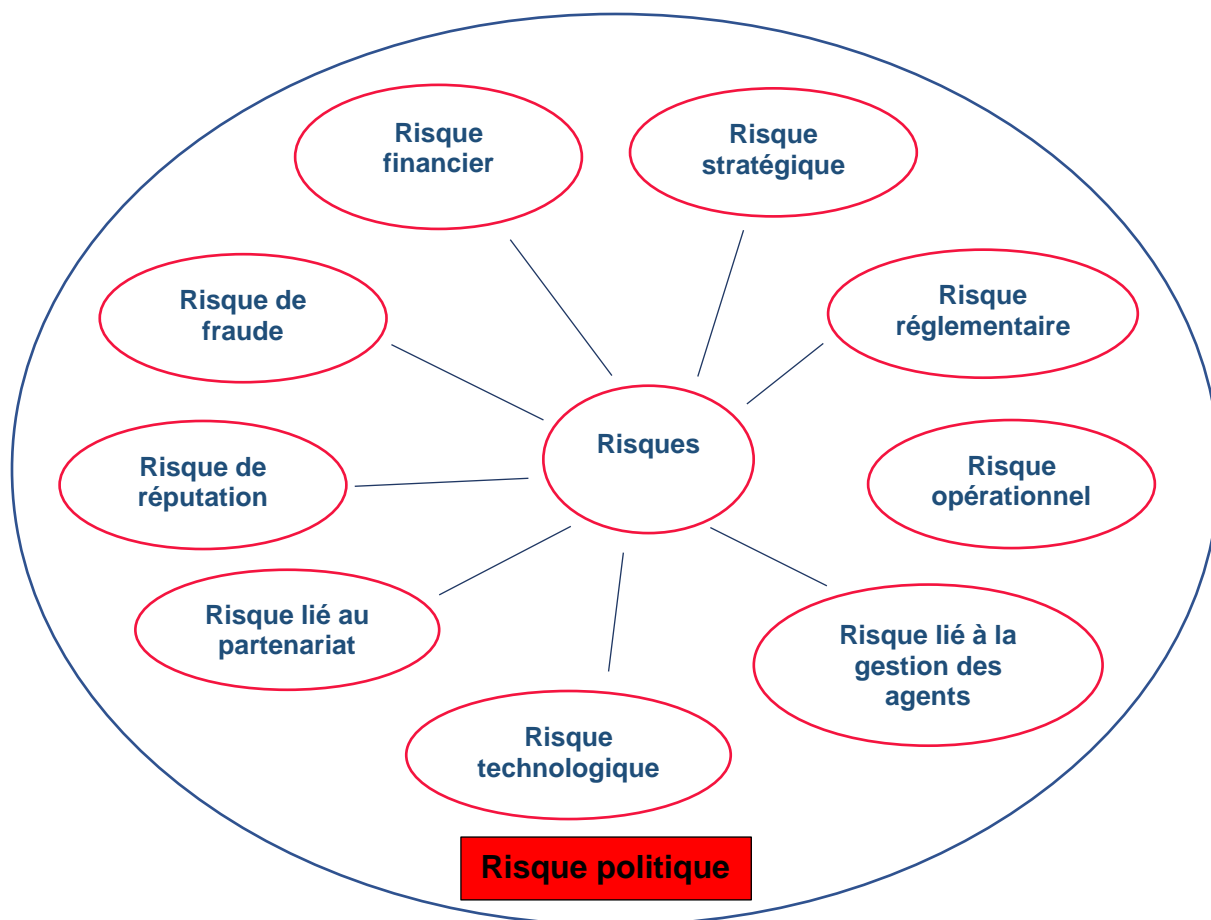 Risque
financier
Risque
stratégique
Risque de
fraude
Risque
réglementaire
Risques
Risque de
réputation
Risque
opérationnel
Risque lié au
partenariat
Risque lié à la
gestion des
agents
Risque
technologique
Risque politique